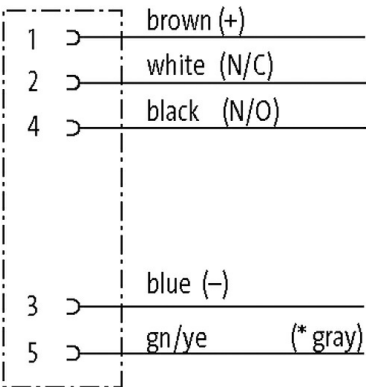 1 brown (+)
2 white (N/C)
4 black (N/O)
3 blue (–)
5 gn/ye (* gray)